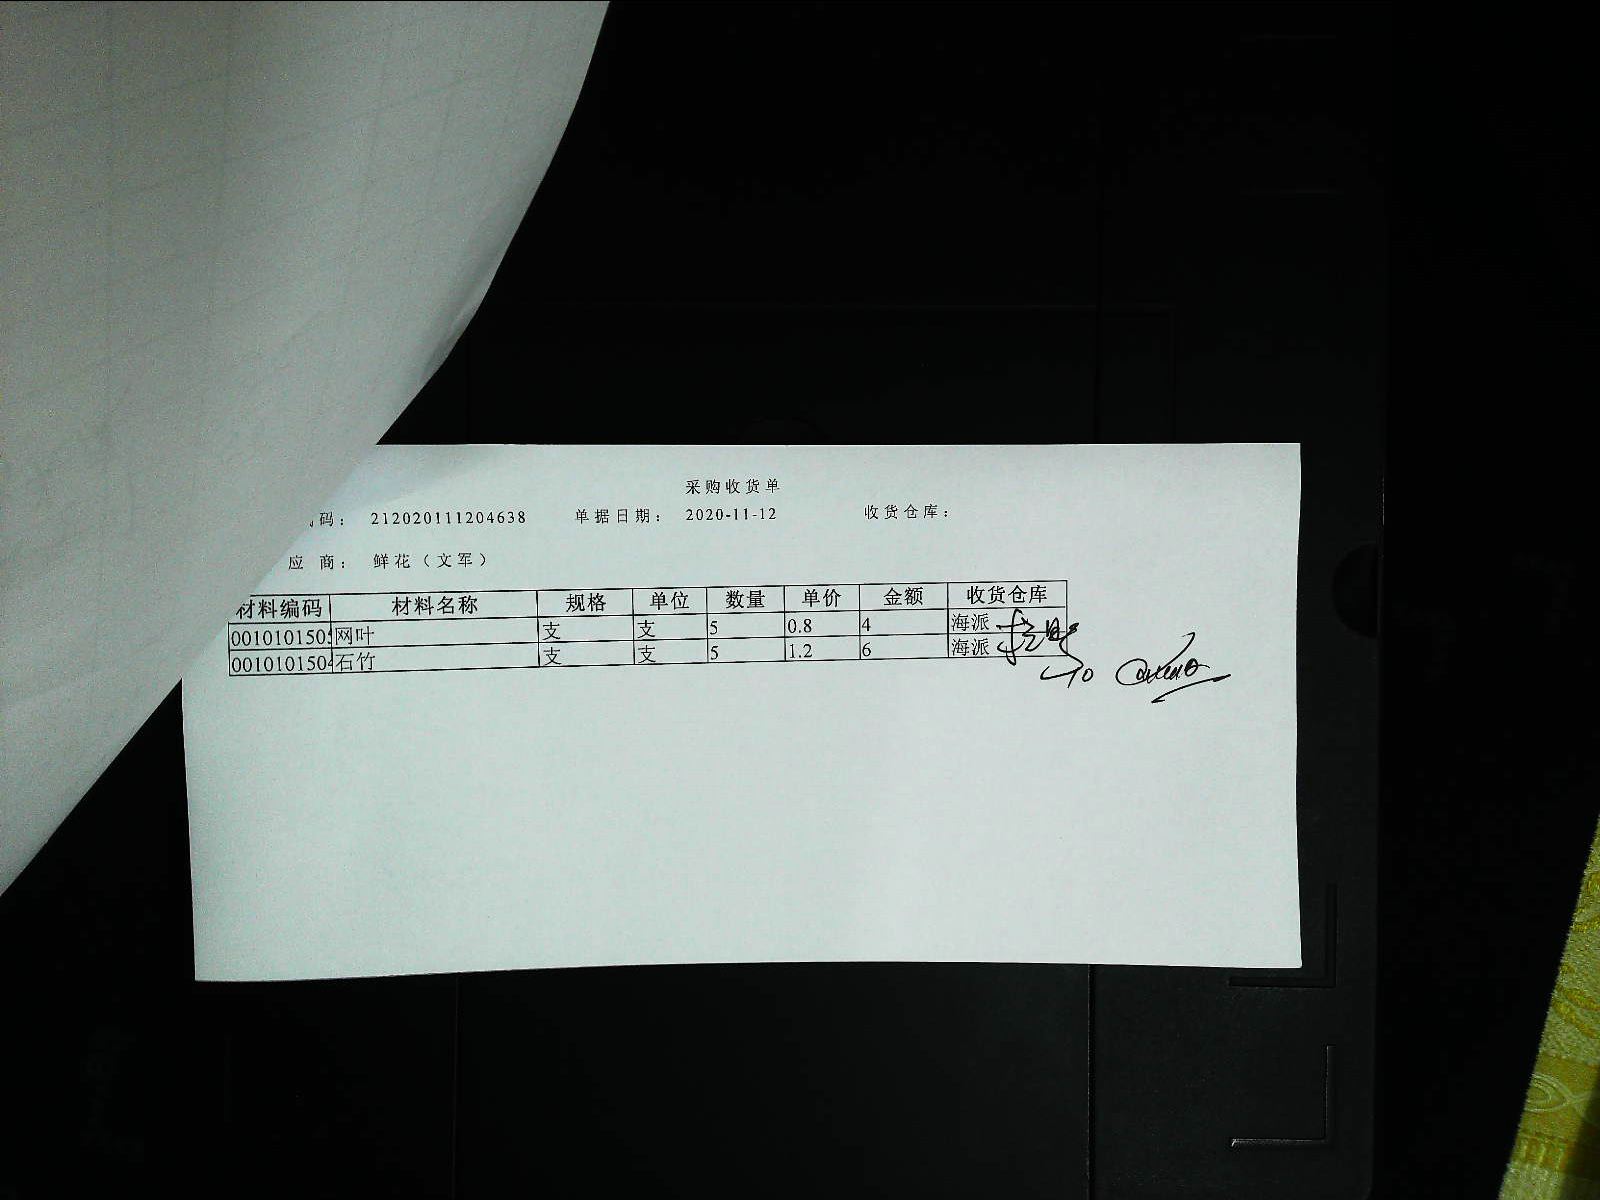 采购收货单
码： 212020111204638 单据日期： 2020-11-12 收货仓库：
应 商： 鲜花（文军）
材料编码 材料名称 规格 单位 数量 单价 金额 收货仓库
0010101505 网叶 支 支 5 0.8 4 海派
0010101504 石竹 支 支 5 1.2 6 海派